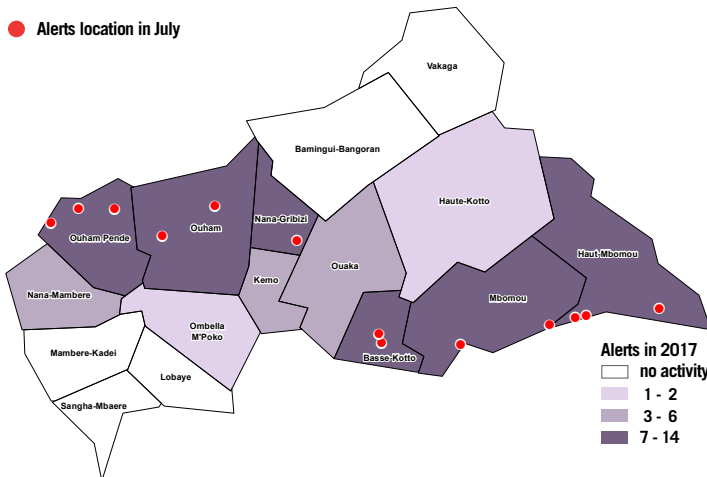 Alerts location in July
Vakaga
Bamingui-Bangoran
Haute-Kotto
Ouham
Nana-Gribizi
Ouham Pende
Haut-Mbomou
Ouaka
Kemo
Nana-Mambere
Mbomou
Ombella
M'Poko
Mambere-Kadei
Basse-Kotto
Lobaye
Sangha-Mbaere
Alerts in 2017
no activity
1 - 2
3 - 6
7 - 14